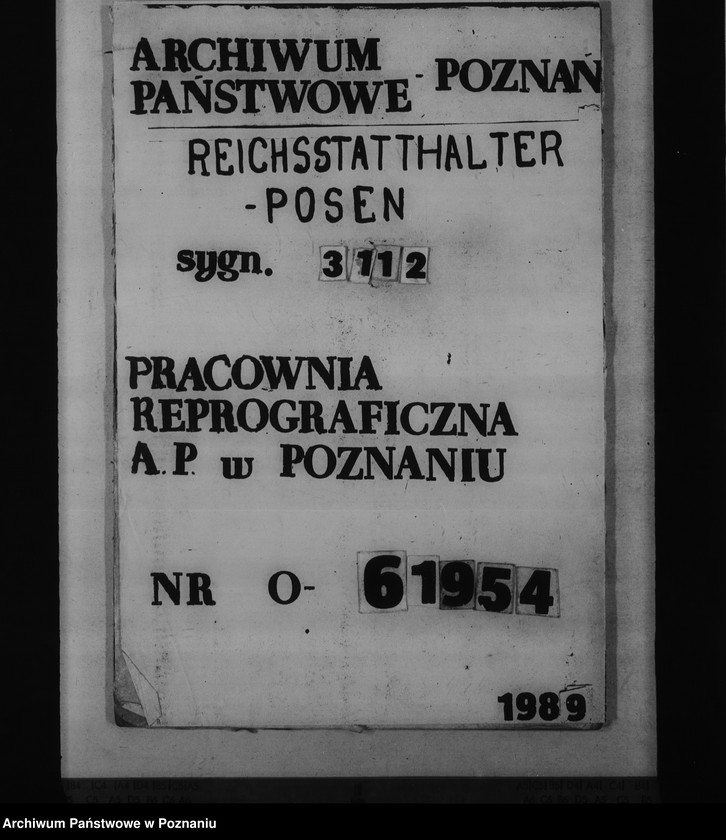 ARCHIWUM
PAŃSTWOWE - POZNAŃ
REICHSSTATTHALTER
-POSEN
sygn. 3112
PRACOWNIA
REPROGRAFICZNA
A.P. w POZNANIU
NR O- 61954
1989
Archiwum Państwowe w Poznaniu